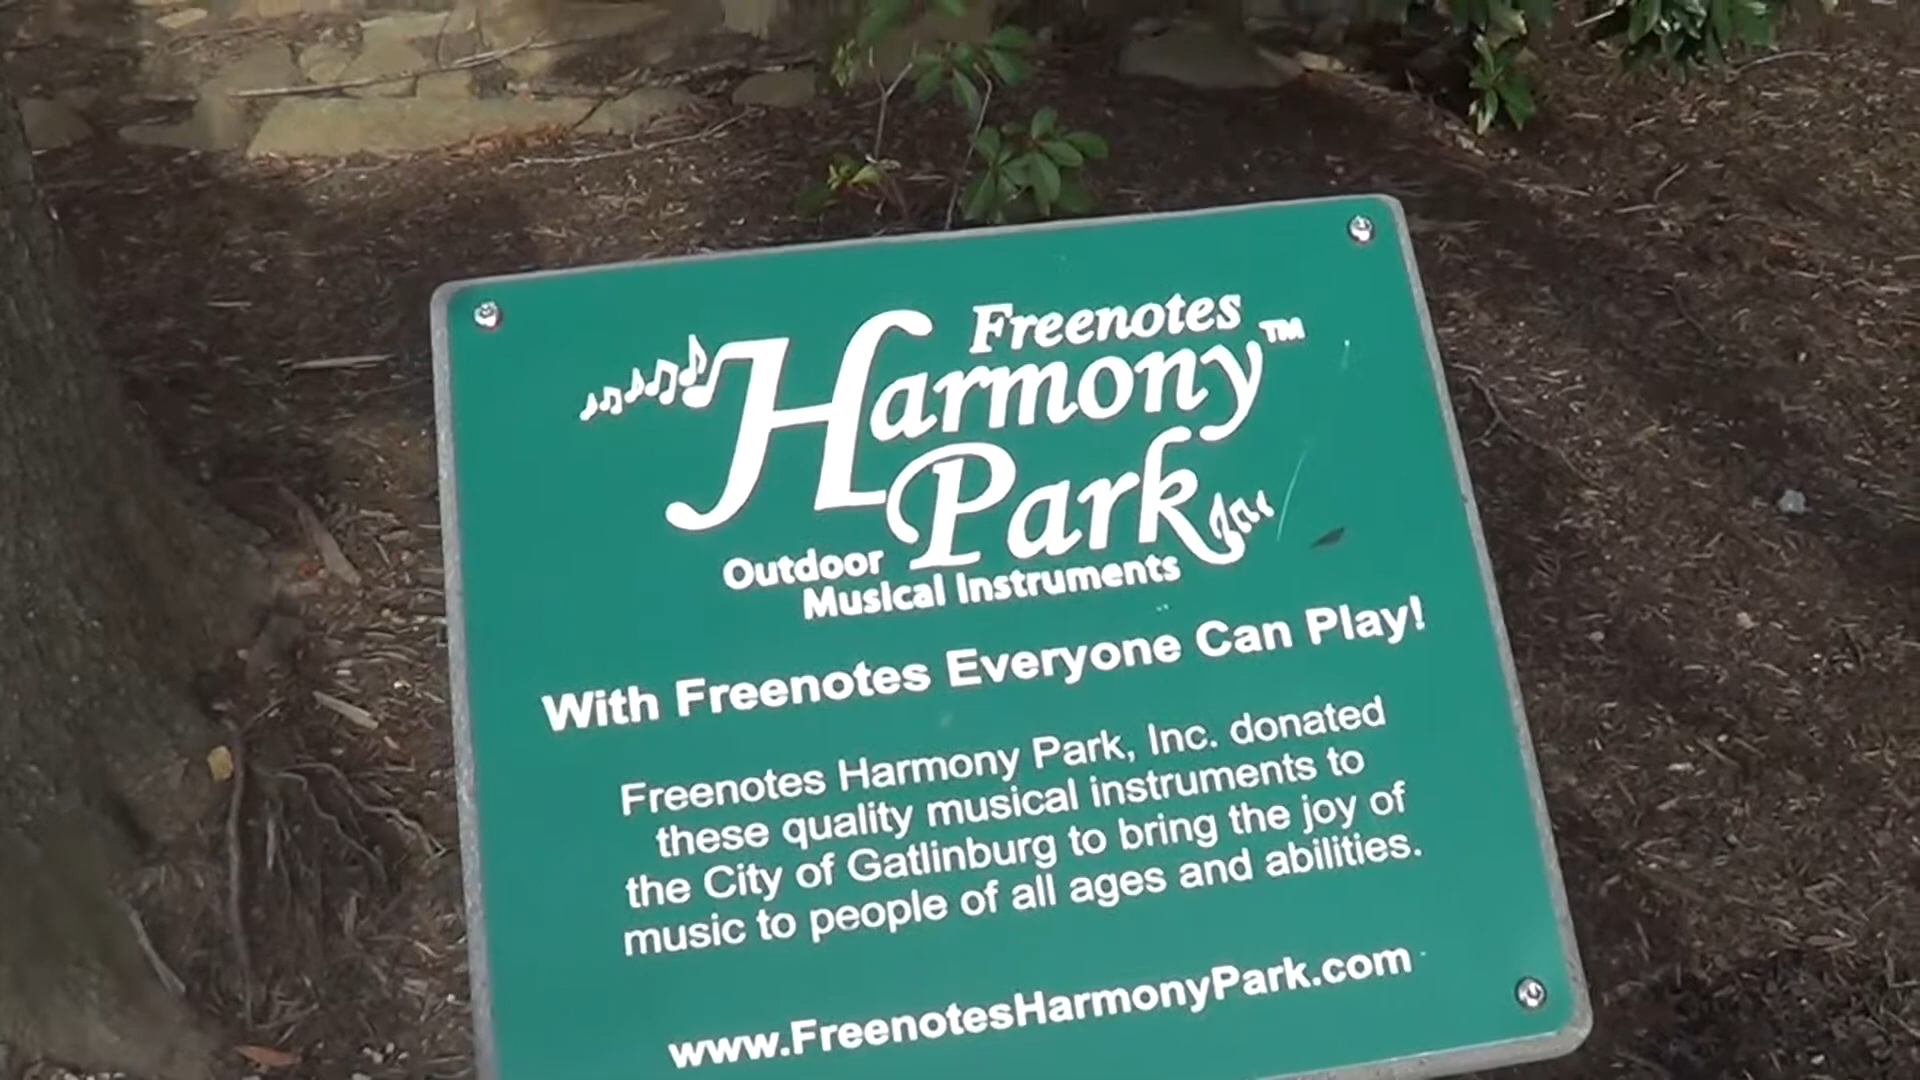 Freenotes
Harmony™
Park
Outdoor
Musical Instruments
With Freenotes Everyone Can Play!
Freenotes Harmony Park, Inc. donated
these quality musical instruments to
the City of Gatlinburg to bring the joy of
music to people of all ages and abilities.
www.FreenotesHarmonyPark.com